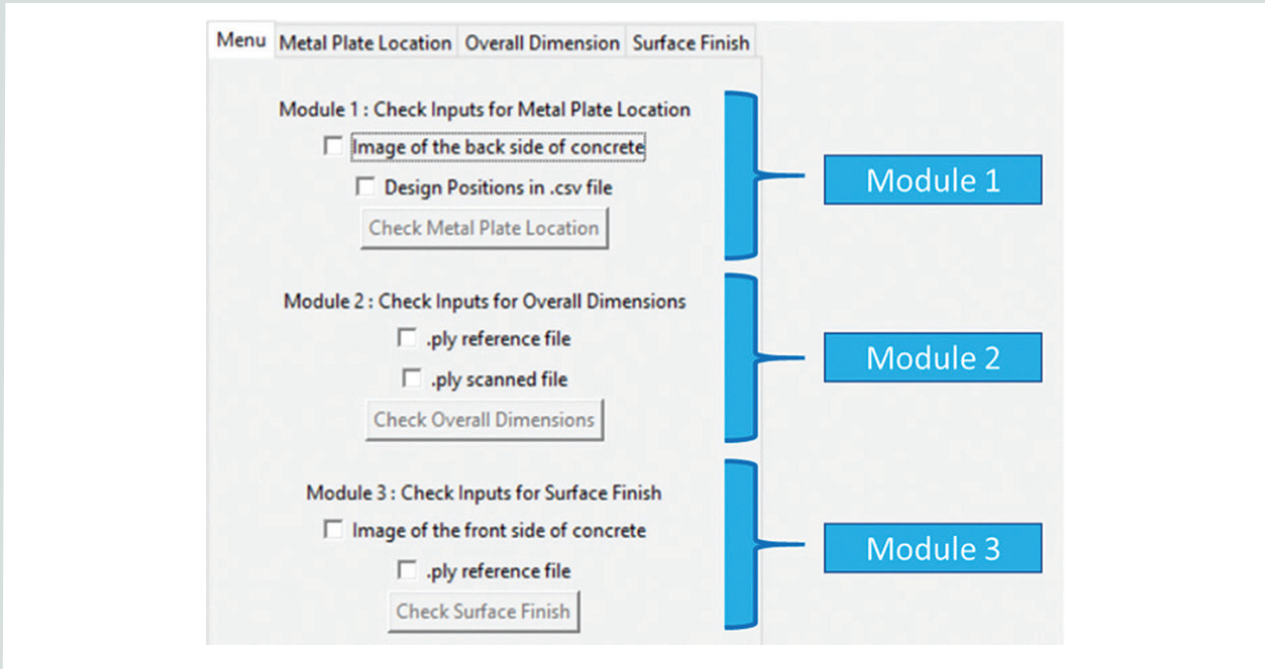 Menu Metal Plate Location Overall Dimension Surface Finish
Module 1 : Check Inputs for Metal Plate Location
Image of the back side of concrete
Design Positions in .csv file
Check Metal Plate Location
Module 1
Module 2 : Check Inputs for Overall Dimensions
.ply reference file
.ply scanned file
Check Overall Dimensions
Module 2
Module 3 : Check Inputs for Surface Finish
Image of the front side of concrete
.ply reference file
Check Surface Finish
Module 3